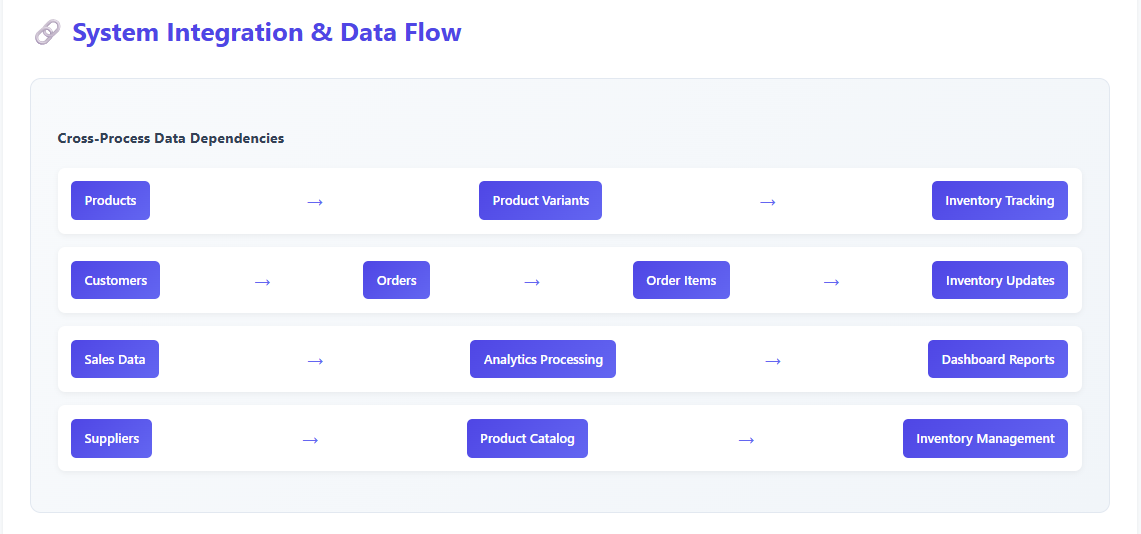 System Integration & Data Flow
Cross-Process Data Dependencies
Products → Product Variants → Inventory Tracking
Customers → Orders → Order Items → Inventory Updates
Sales Data → Analytics Processing → Dashboard Reports
Suppliers → Product Catalog → Inventory Management